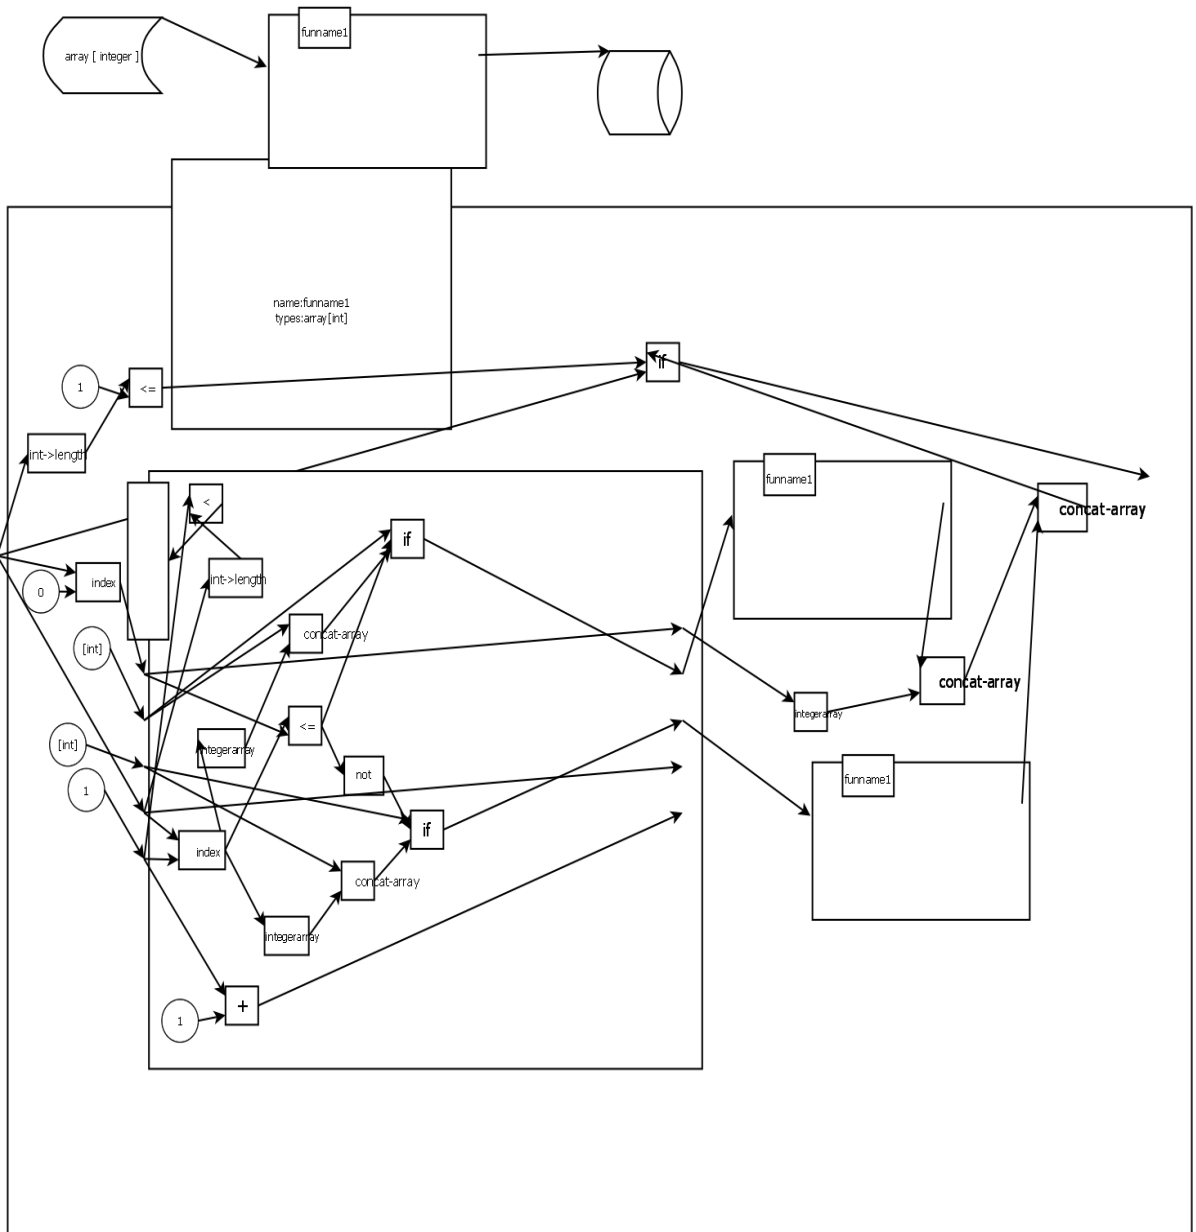 funname1
array [ integer ]
name:funname1
types:array[int]
if
1
<=
int->length
funname1
<
concat-array
if
int->length
index
0
concat-array
[int]
concat-array
integerarray
<=
integerarray
[int]
not
funname1
1
if
index
concat-array
integerarray
+
1